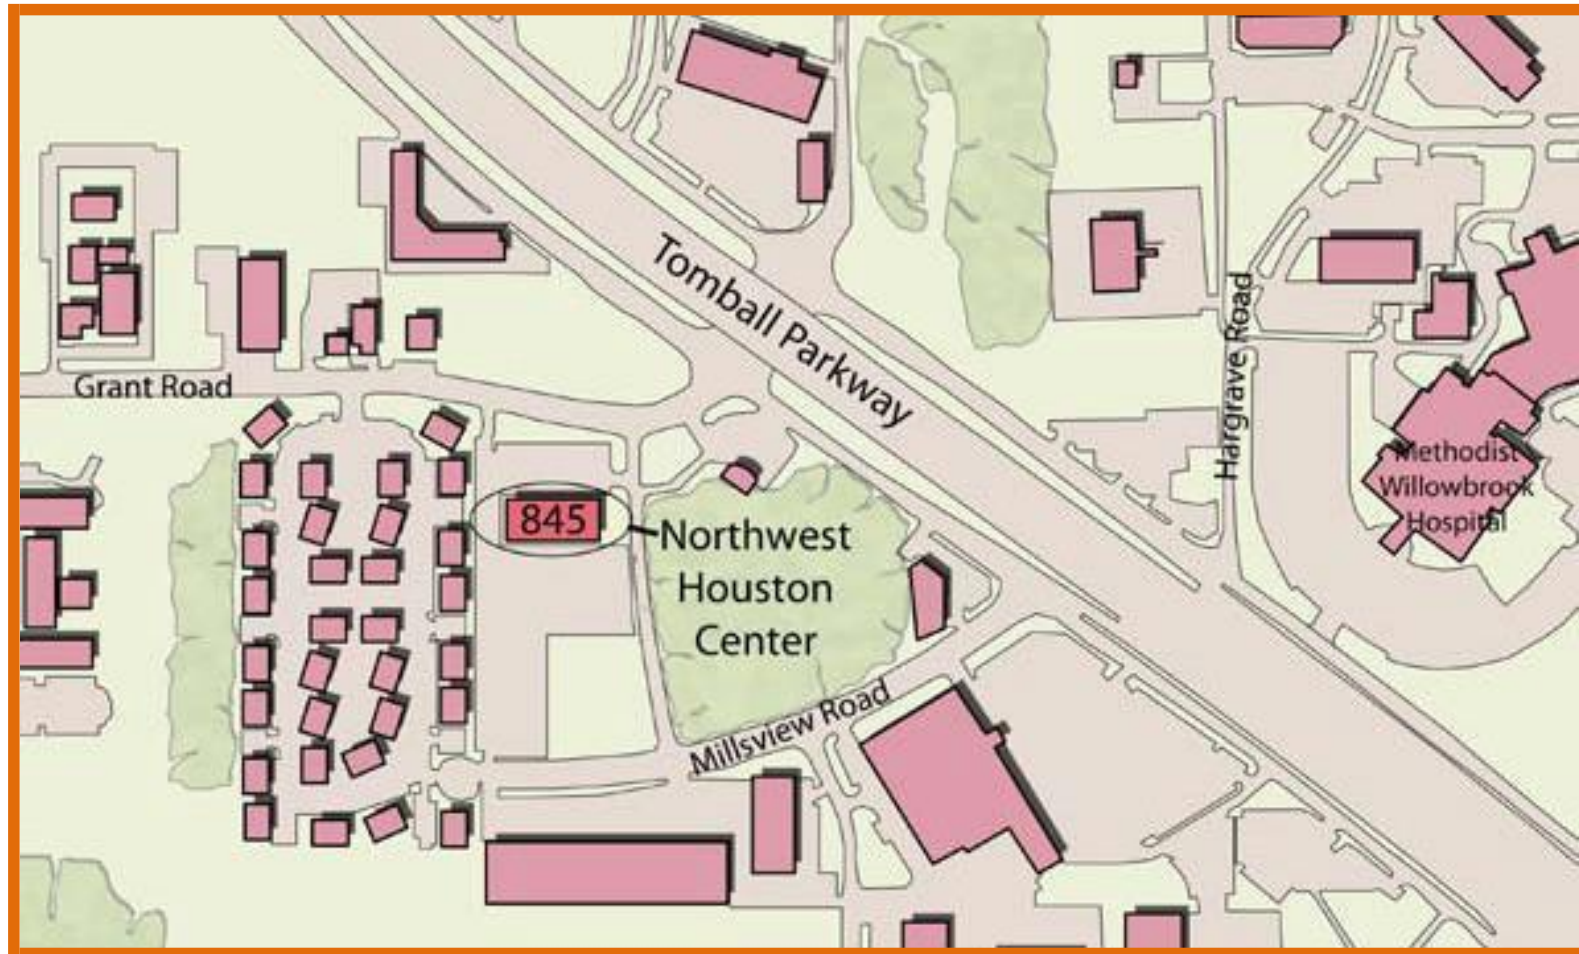 Tomball Parkway
Grant Road
Hargrave Road
Methodist
Willowbrook
Hospital
845
Northwest
Houston
Center
Millsview Road